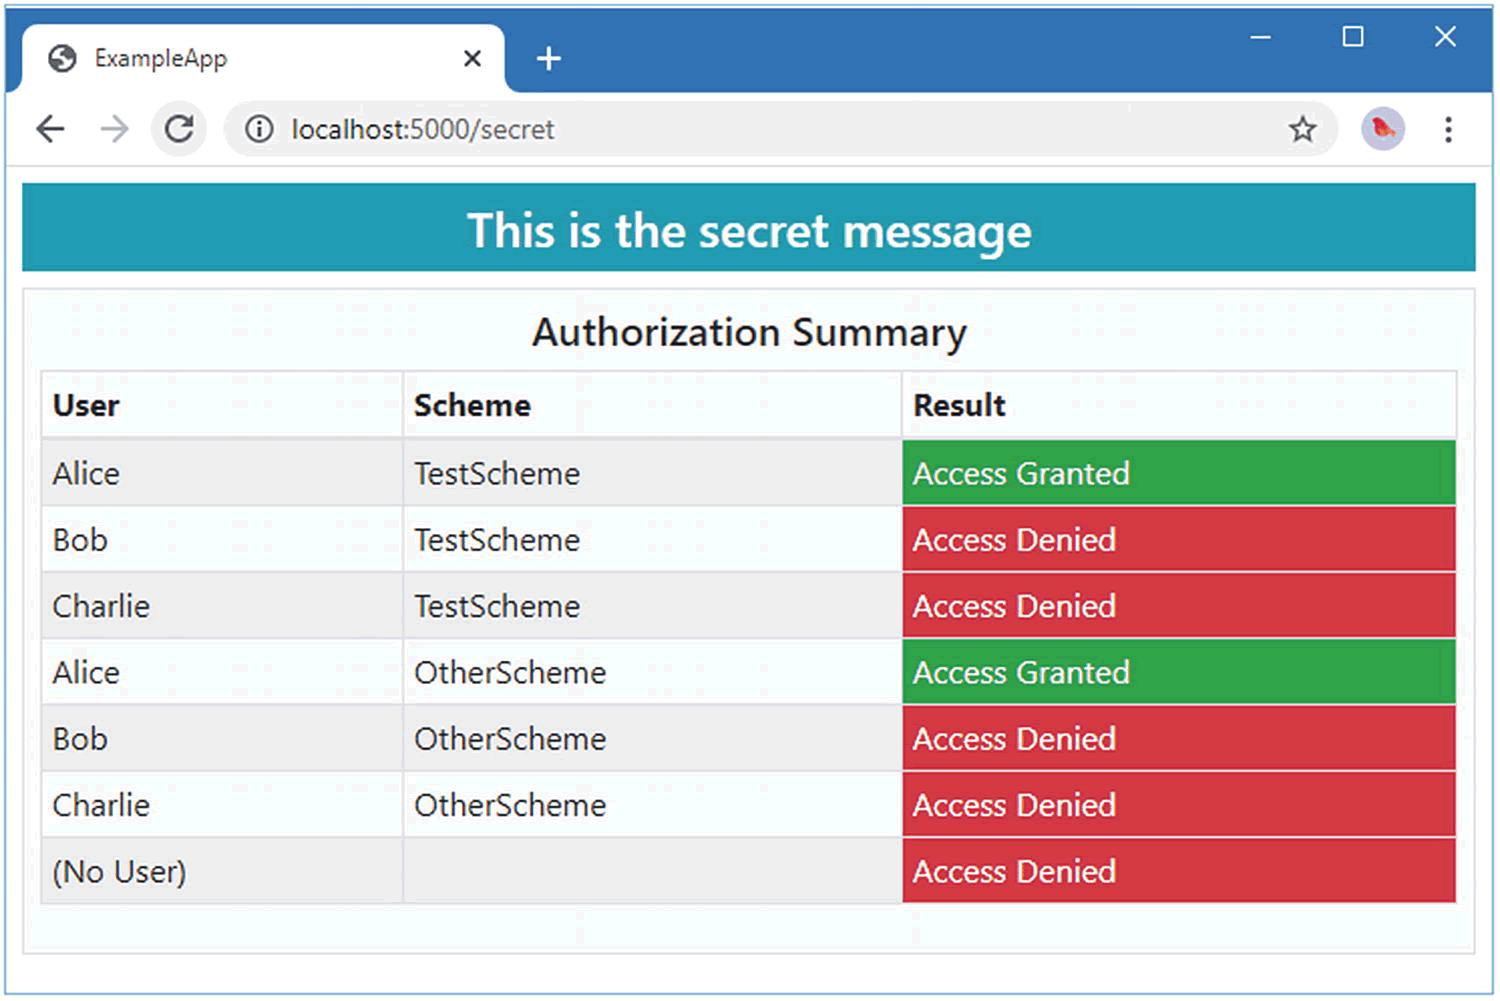 ExampleApp
localhost:5000/secret
This is the secret message
Authorization Summary
User Scheme Result
Alice TestScheme Access Granted
Bob TestScheme Access Denied
Charlie TestScheme Access Denied
Alice OtherScheme Access Granted
Bob OtherScheme Access Denied
Charlie OtherScheme Access Denied
(No User) Access Denied